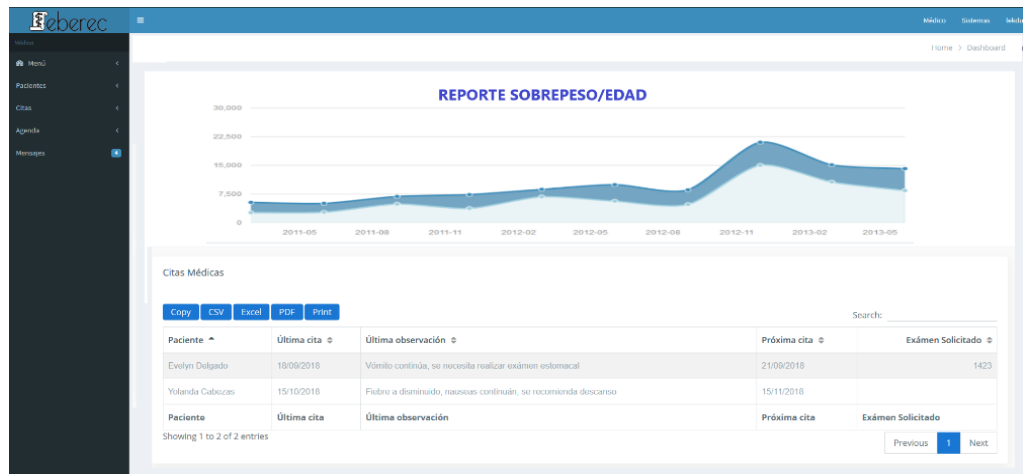 eberec
Médico Sistemas
Médico
Menú
Pacientes
Citas
Agenda
Mensajes 4
Home > Dashboard
REPORTE SOBREPESO/EDAD
30,000
22,500
15,000
7,500
0
2011-05 2011-08 2011-11 2012-02 2012-05 2012-08 2012-11 2013-02 2013-05
Citas Médicas
Copy CSV Excel PDF Print
Search:
Paciente Última cita Última observación Próxima cita Exámen Solicitado
Evelyn Delgado 18/09/2018 Vómito continúa, se necesita realizar exámen estomacal 21/09/2018 1423
Yolanda Cabezas 15/10/2018 Fiebre a disminuido, nauseas continuán, se recomienda descanso 15/11/2018
Paciente Última cita Última observación Próxima cita Exámen Solicitado
Showing 1 to 2 of 2 entries
Previous 1 Next